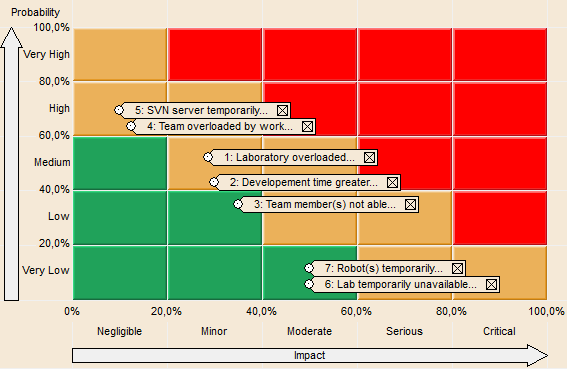 Probability
100,0%
Very High
80,0%
High
5: SVN server temporarily...
4: Team overloaded by work...
60,0%
Medium
1: Laboratory overloaded...
2: Developement time greater...
40,0%
Low
3: Team member(s) not able...
20,0%
Very Low
7: Robot(s) temporarily...
6: Lab temporarily unavailable...
0% 20,0% 40,0% 60,0% 80,0% 100,0%
Negligible Minor Moderate Serious Critical
Impact